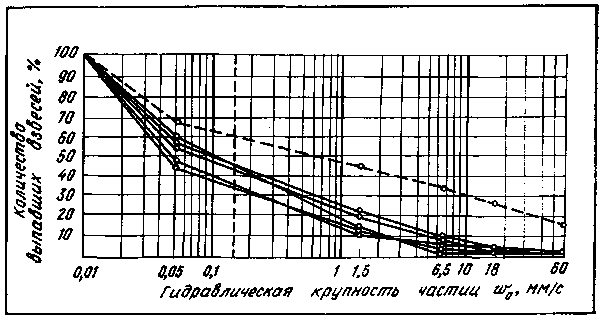 Количество
выпавших взвесей, %
100
90
80
70
60
50
40
30
20
10
0,01 0,05 0,1 1 1,5 6,5 10 18 60
Гидравлическая крупность частиц w₀, мм/с